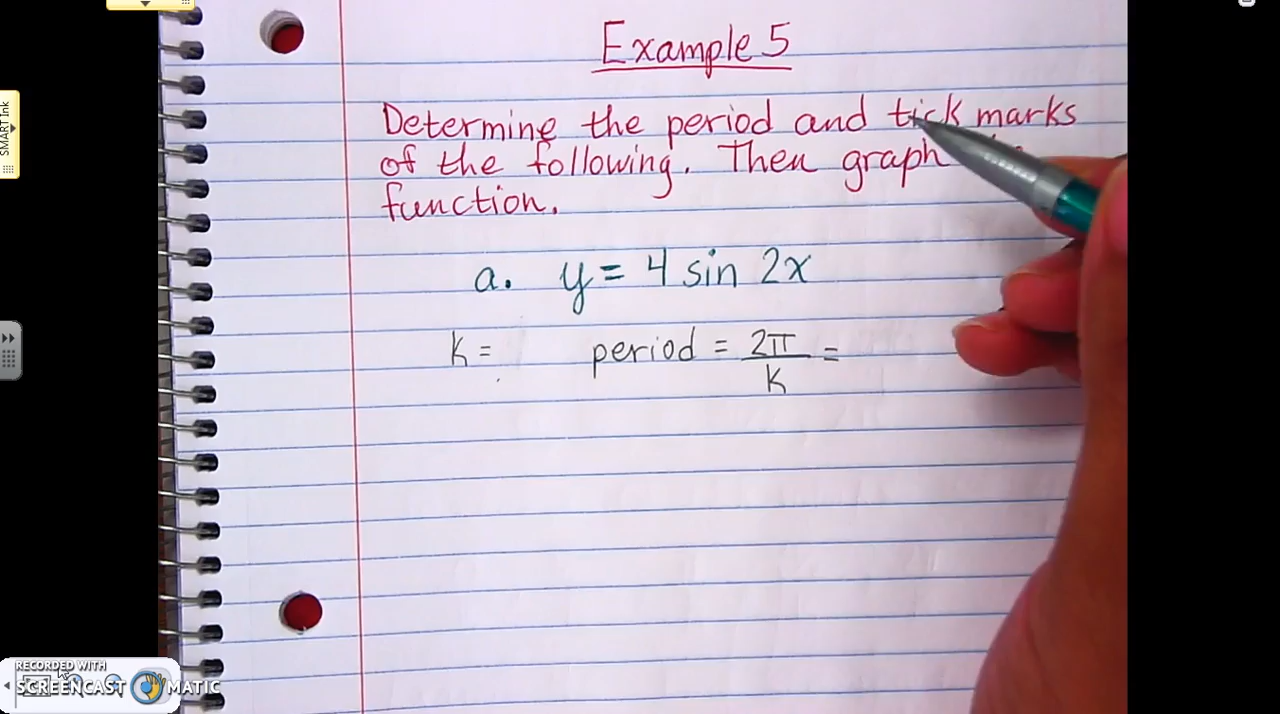 Example 5
Determine the period and tick marks
of the following. Then graph
function.
a. y = 4 sin 2x
k = period = 2π/k =
SMART Ink
RECORDED WITH
SCREENCAST MATIC